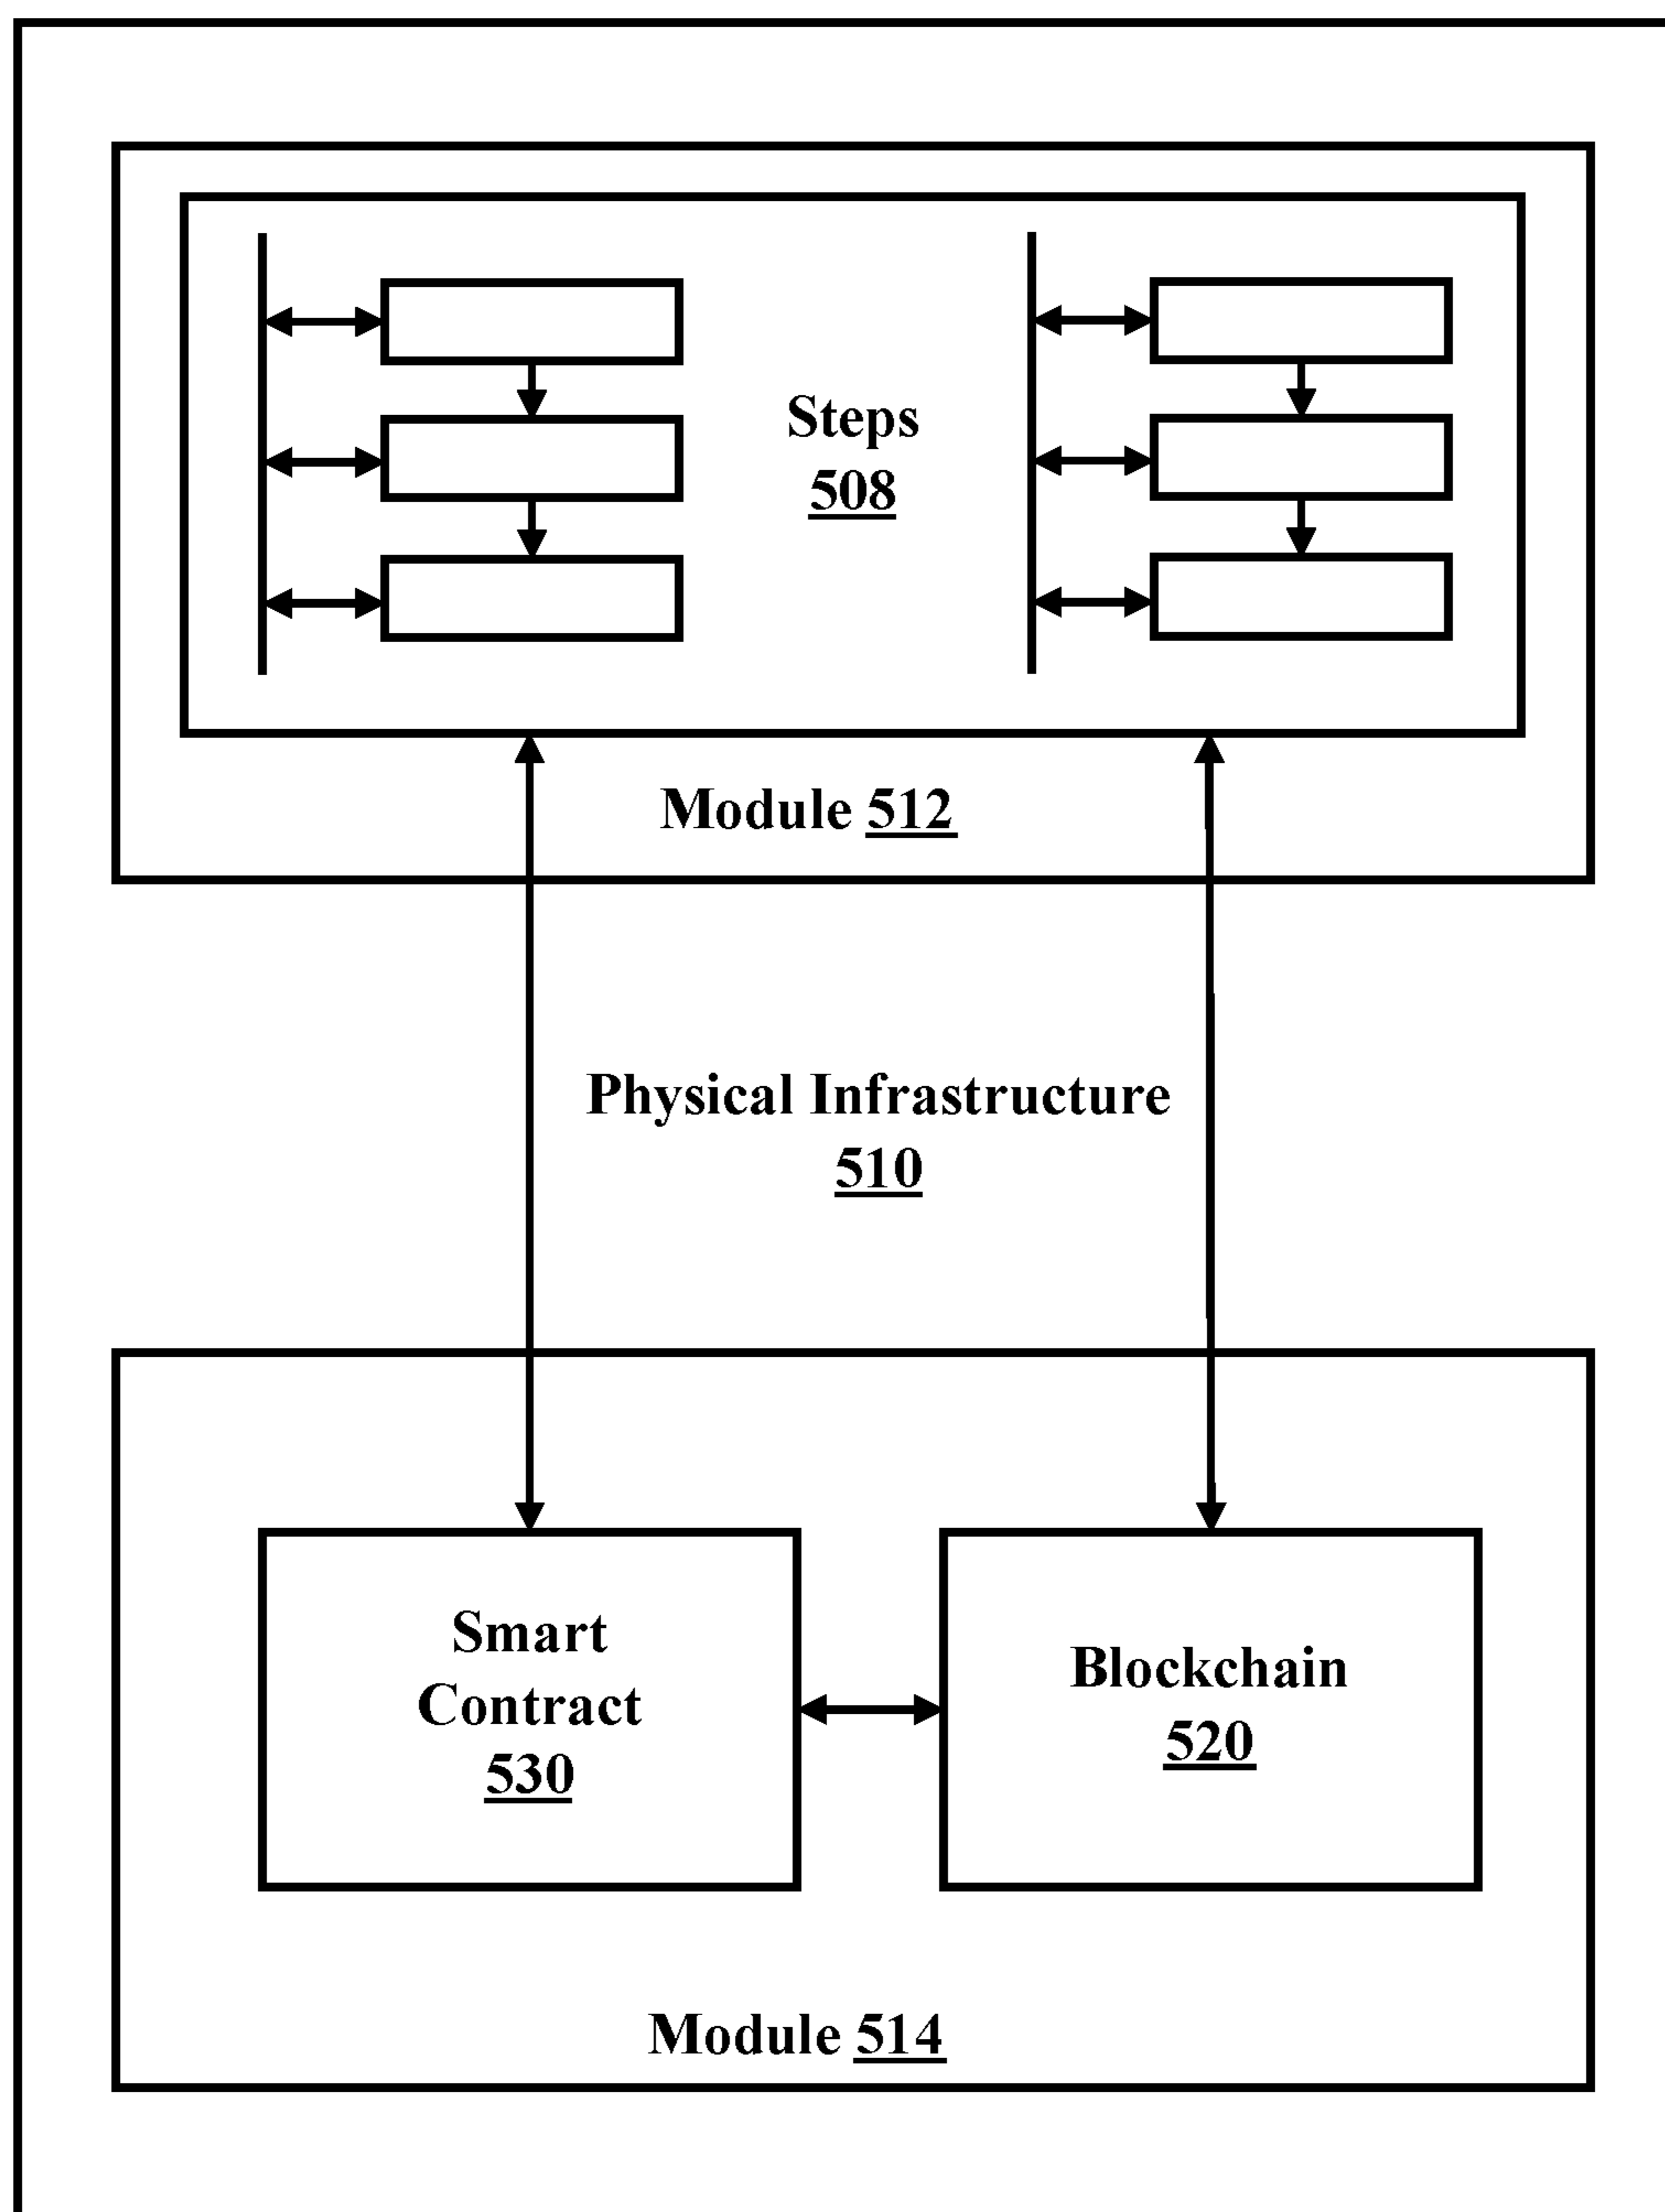 Steps
508
Module 512
Physical Infrastructure
510
Smart
Contract
530
Blockchain
520
Module 514